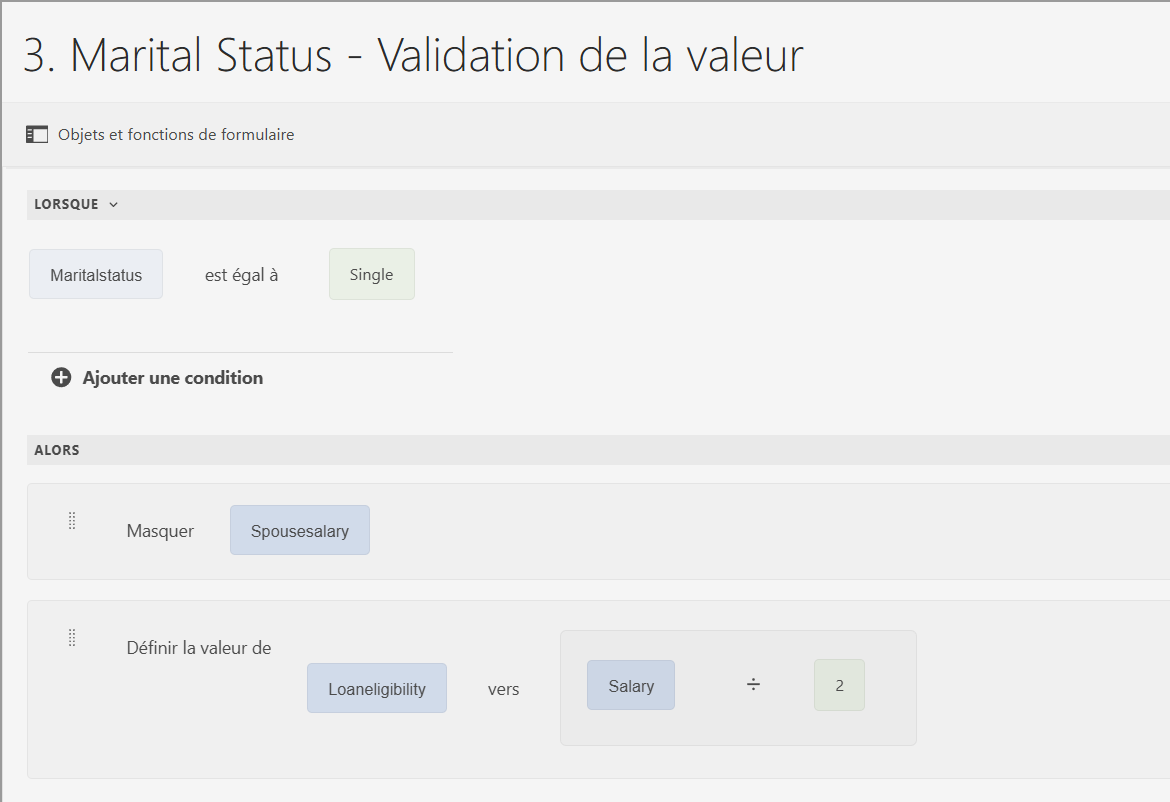 3. Marital Status - Validation de la valeur
Objets et fonctions de formulaire
LORSQUE
Maritalstatus est égal à Single
Ajouter une condition
ALORS
Masquer Spousesalary
Définir la valeur de
Loaneligibility vers Salary ÷ 2